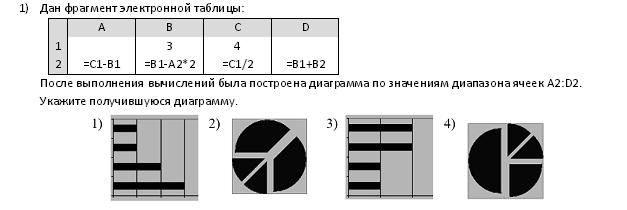 1) Дан фрагмент электронной таблицы:
A B C D
1 3 4
2 =C1-B1 =B1-A2*2 =C1/2 =B1+B2
После выполнения вычислений была построена диаграмма по значениям диапазона ячеек A2:D2.
Укажите получившуюся диаграмму.
1) 2) 3) 4)